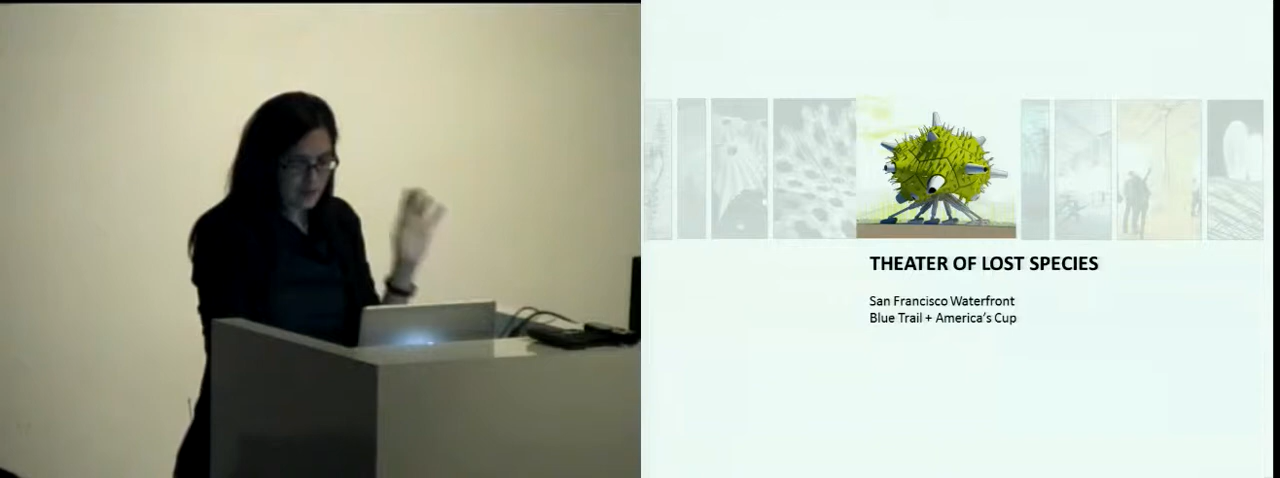 THEATER OF LOST SPECIES
San Francisco Waterfront
Blue Trail + America's Cup